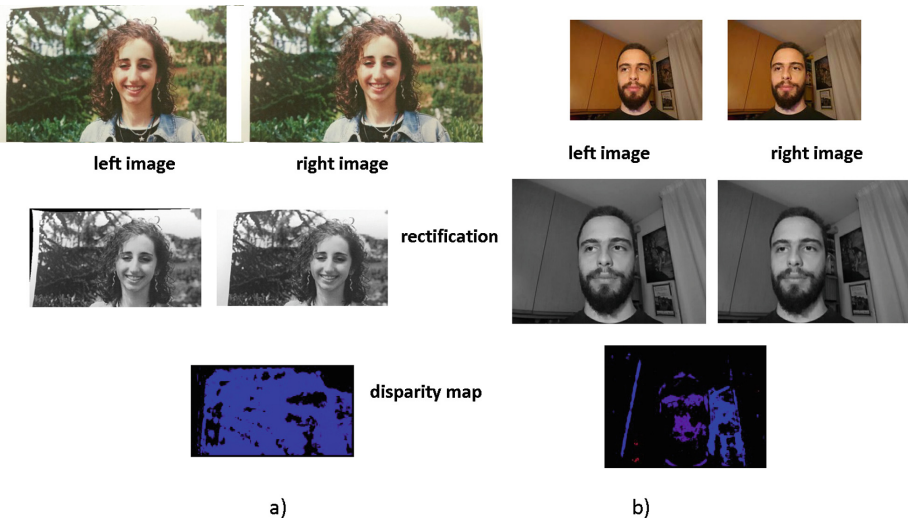 left image
right image
left image
right image
rectification
disparity map
a)
b)